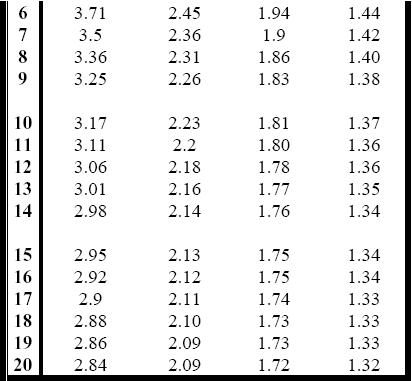 6 3.71 2.45 1.94 1.44
7 3.5 2.36 1.9 1.42
8 3.36 2.31 1.86 1.40
9 3.25 2.26 1.83 1.38
10 3.17 2.23 1.81 1.37
11 3.11 2.2 1.80 1.36
12 3.06 2.18 1.78 1.36
13 3.01 2.16 1.77 1.35
14 2.98 2.14 1.76 1.34
15 2.95 2.13 1.75 1.34
16 2.92 2.12 1.75 1.34
17 2.9 2.11 1.74 1.33
18 2.88 2.10 1.73 1.33
19 2.86 2.09 1.73 1.33
20 2.84 2.09 1.72 1.32